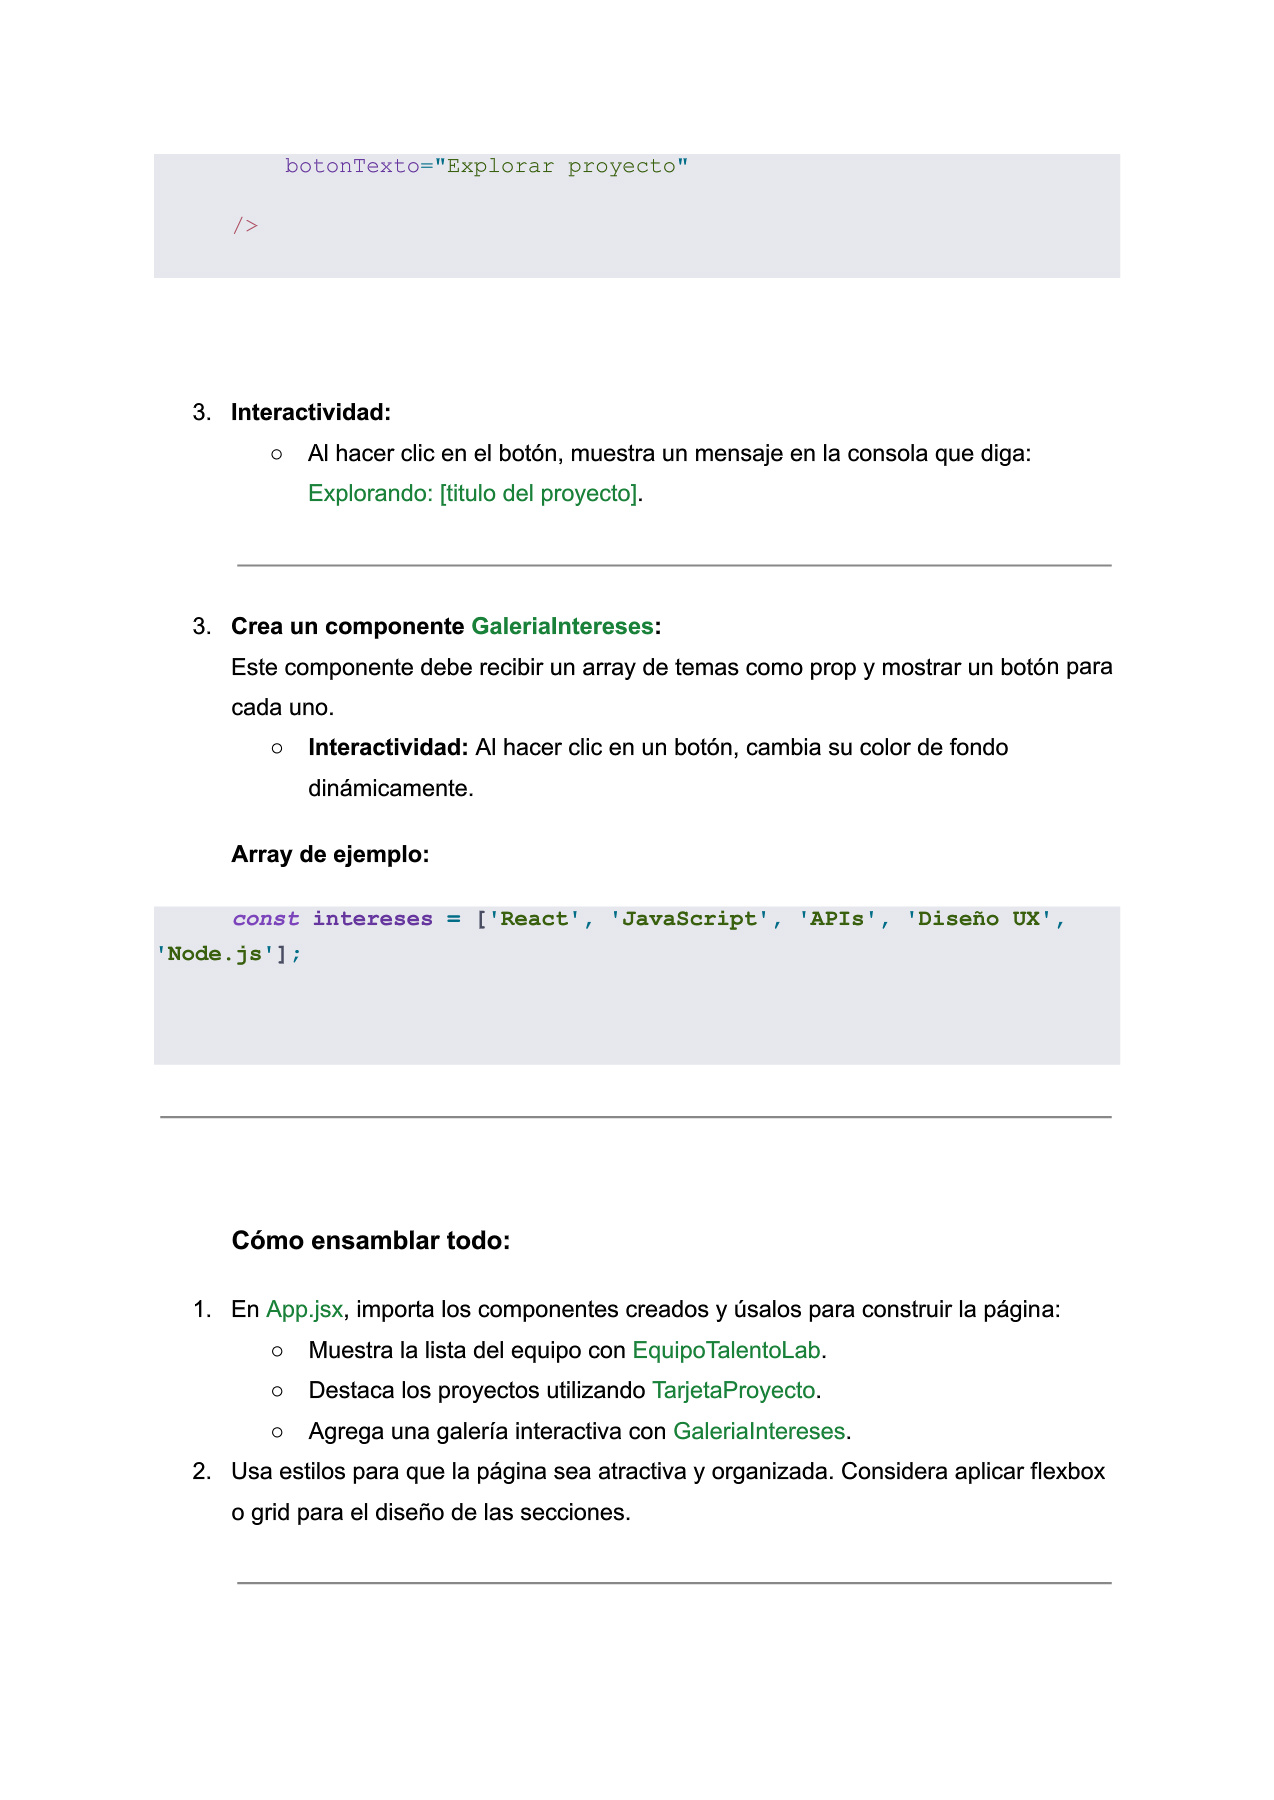 botonTexto="Explorar proyecto"
/>
3. Interactividad:
○ Al hacer clic en el botón, muestra un mensaje en la consola que diga:
Explorando: [titulo del proyecto].
3. Crea un componente GaleriaIntereses:
Este componente debe recibir un array de temas como prop y mostrar un botón para
cada uno.
○ Interactividad: Al hacer clic en un botón, cambia su color de fondo
dinámicamente.
Array de ejemplo:
const intereses = ['React', 'JavaScript', 'APIs', 'Diseño UX',
'Node.js'];
Cómo ensamblar todo:
1. En App.jsx, importa los componentes creados y úsalos para construir la página:
○ Muestra la lista del equipo con EquipoTalentoLab.
○ Destaca los proyectos utilizando TarjetaProyecto.
○ Agrega una galería interactiva con GaleriaIntereses.
2. Usa estilos para que la página sea atractiva y organizada. Considera aplicar flexbox
o grid para el diseño de las secciones.